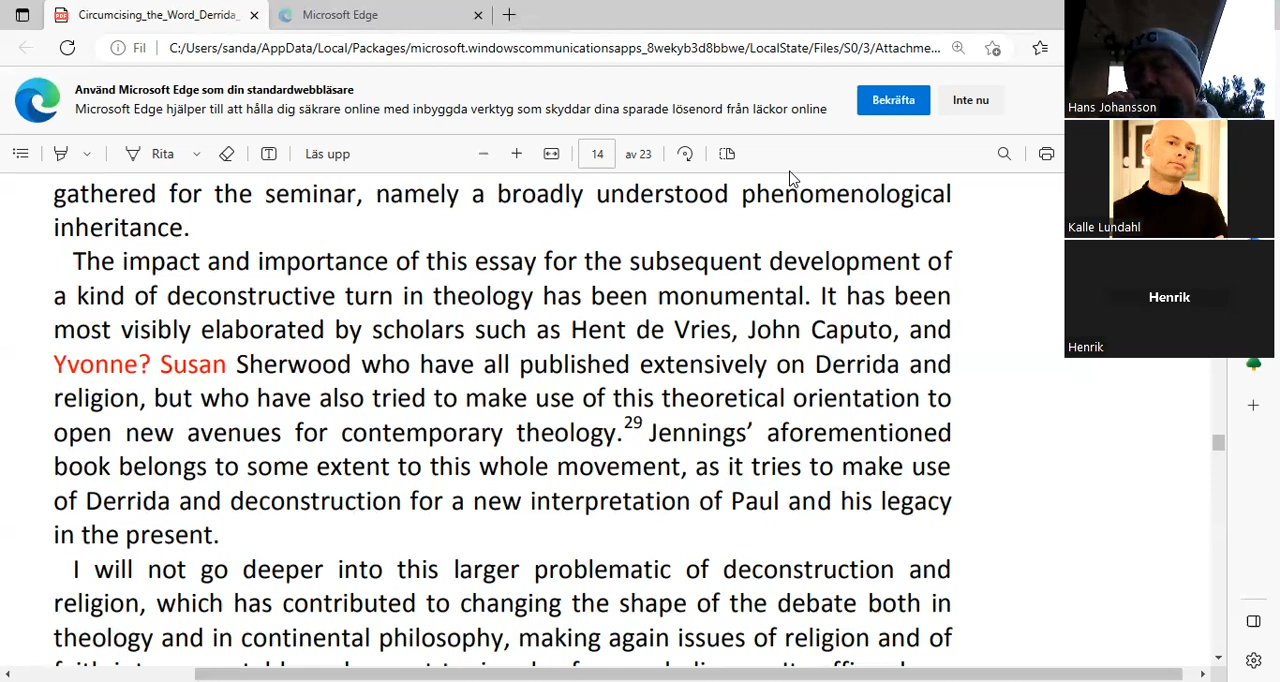 Circumcising_the_Word_Derrida_
Microsoft Edge
Fil
C:/Users/sanda/AppData/Local/Packages/microsoft.windowscommunicationsapps_8wekyb3d8bbwe/LocalState/Files/S0/3/Attachme...
Använd Microsoft Edge som din standardwebbläsare
Microsoft Edge hjälper till att hålla dig säkrare online med inbyggda verktyg som skyddar dina sparade lösenord från läckor online
Bekräfta
Inte nu
Rita
Läs upp
14
av 23
gathered for the seminar, namely a broadly understood phenomenological
inheritance.
The impact and importance of this essay for the subsequent development of
a kind of deconstructive turn in theology has been monumental. It has been
most visibly elaborated by scholars such as Hent de Vries, John Caputo, and
Yvonne? Susan Sherwood who have all published extensively on Derrida and
religion, but who have also tried to make use of this theoretical orientation to
open new avenues for contemporary theology.29 Jennings’ aforementioned
book belongs to some extent to this whole movement, as it tries to make use
of Derrida and deconstruction for a new interpretation of Paul and his legacy
in the present.
I will not go deeper into this larger problematic of deconstruction and
religion, which has contributed to changing the shape of the debate both in
theology and in continental philosophy, making again issues of religion and of
Hans Johansson
Kalle Lundahl
Henrik
Henrik